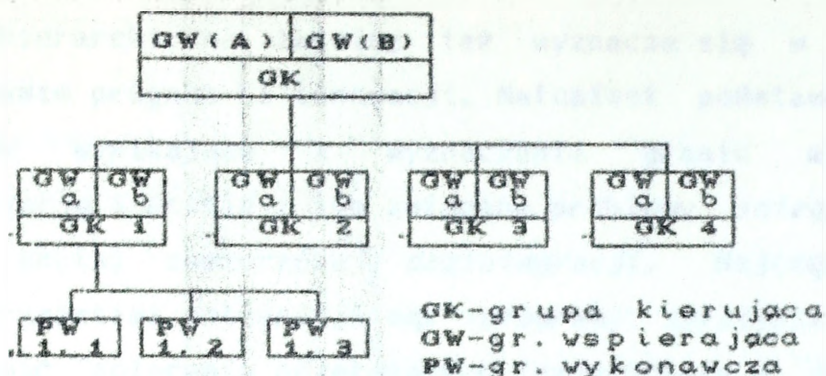 GW(A) GW(B)
GK
GW a GW b GW a GW b GW a GW b GW a GW b
GK 1 GK 2 GK 3 GK 4
PW 1.1 PW 1.2 PW 1.3
GK-grupa kierująca
GW-gr. wspierająca
PW-gr. wykonawcza